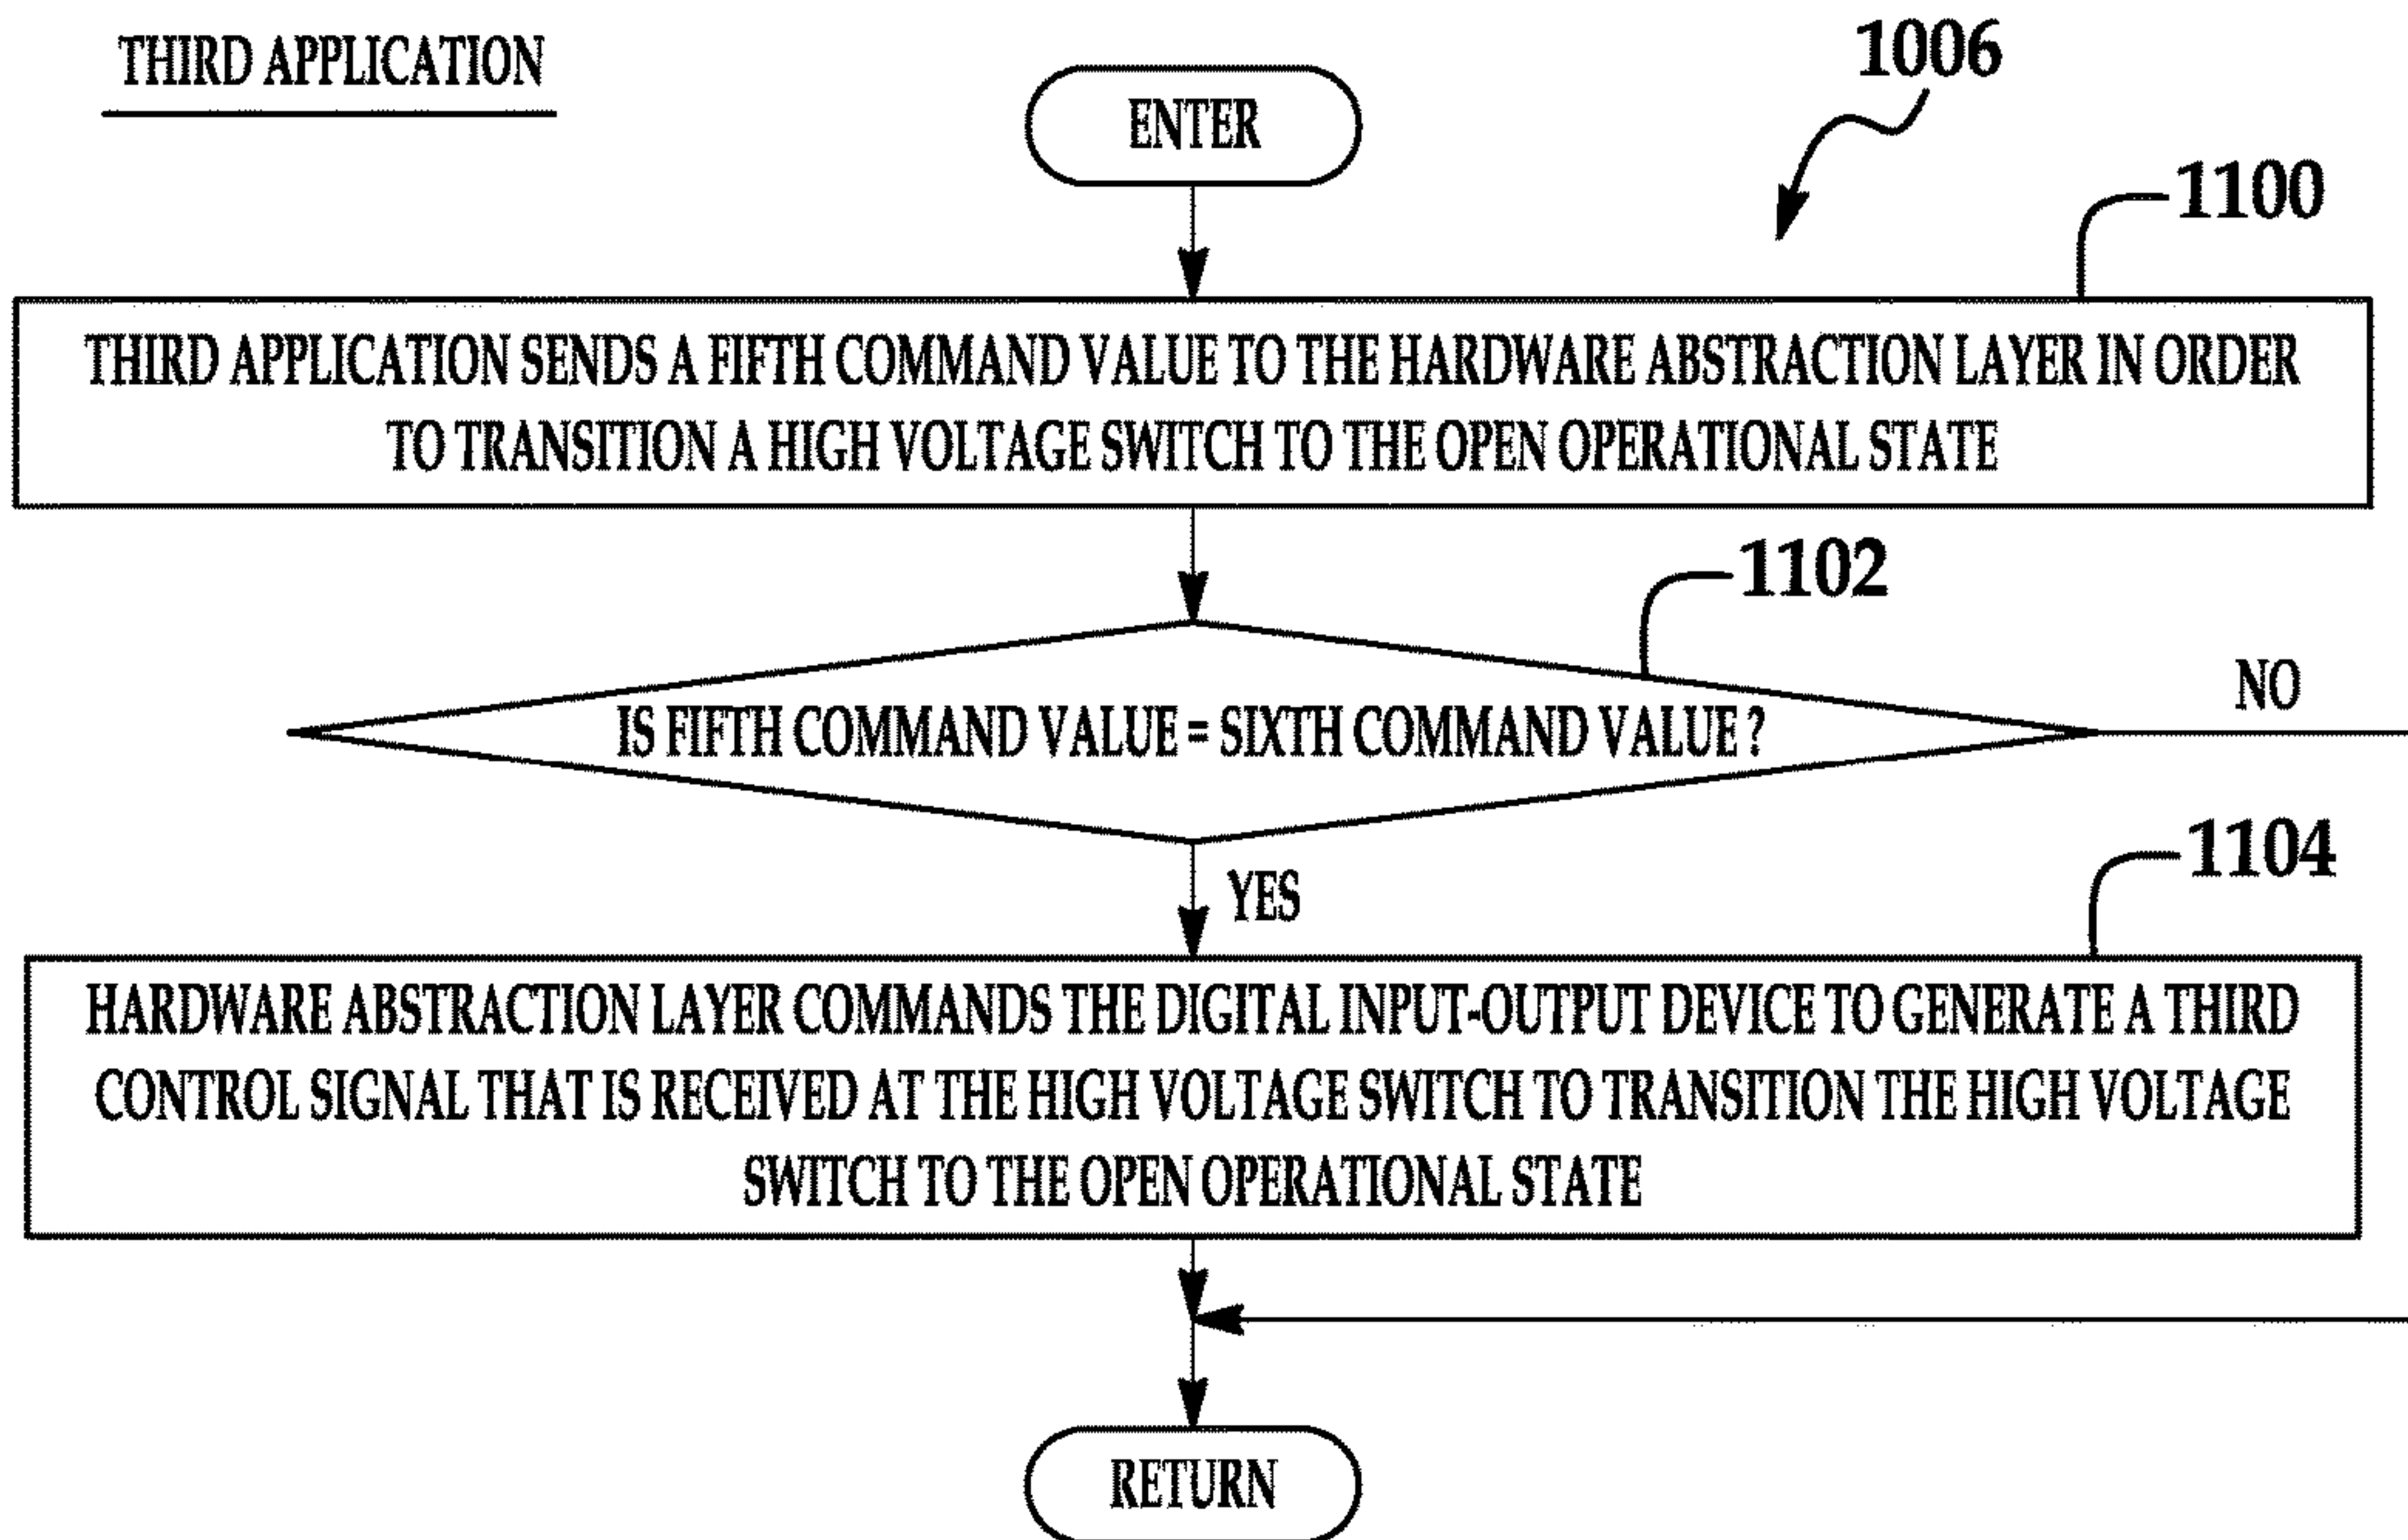 THIRD APPLICATION
1006
ENTER
1100
THIRD APPLICATION SENDS A FIFTH COMMAND VALUE TO THE HARDWARE ABSTRACTION LAYER IN ORDER
TO TRANSITION A HIGH VOLTAGE SWITCH TO THE OPEN OPERATIONAL STATE
1102
NO
IS FIFTH COMMAND VALUE = SIXTH COMMAND VALUE ?
YES
1104
HARDWARE ABSTRACTION LAYER COMMANDS THE DIGITAL INPUT-OUTPUT DEVICE TO GENERATE A THIRD
CONTROL SIGNAL THAT IS RECEIVED AT THE HIGH VOLTAGE SWITCH TO TRANSITION THE HIGH VOLTAGE
SWITCH TO THE OPEN OPERATIONAL STATE
RETURN